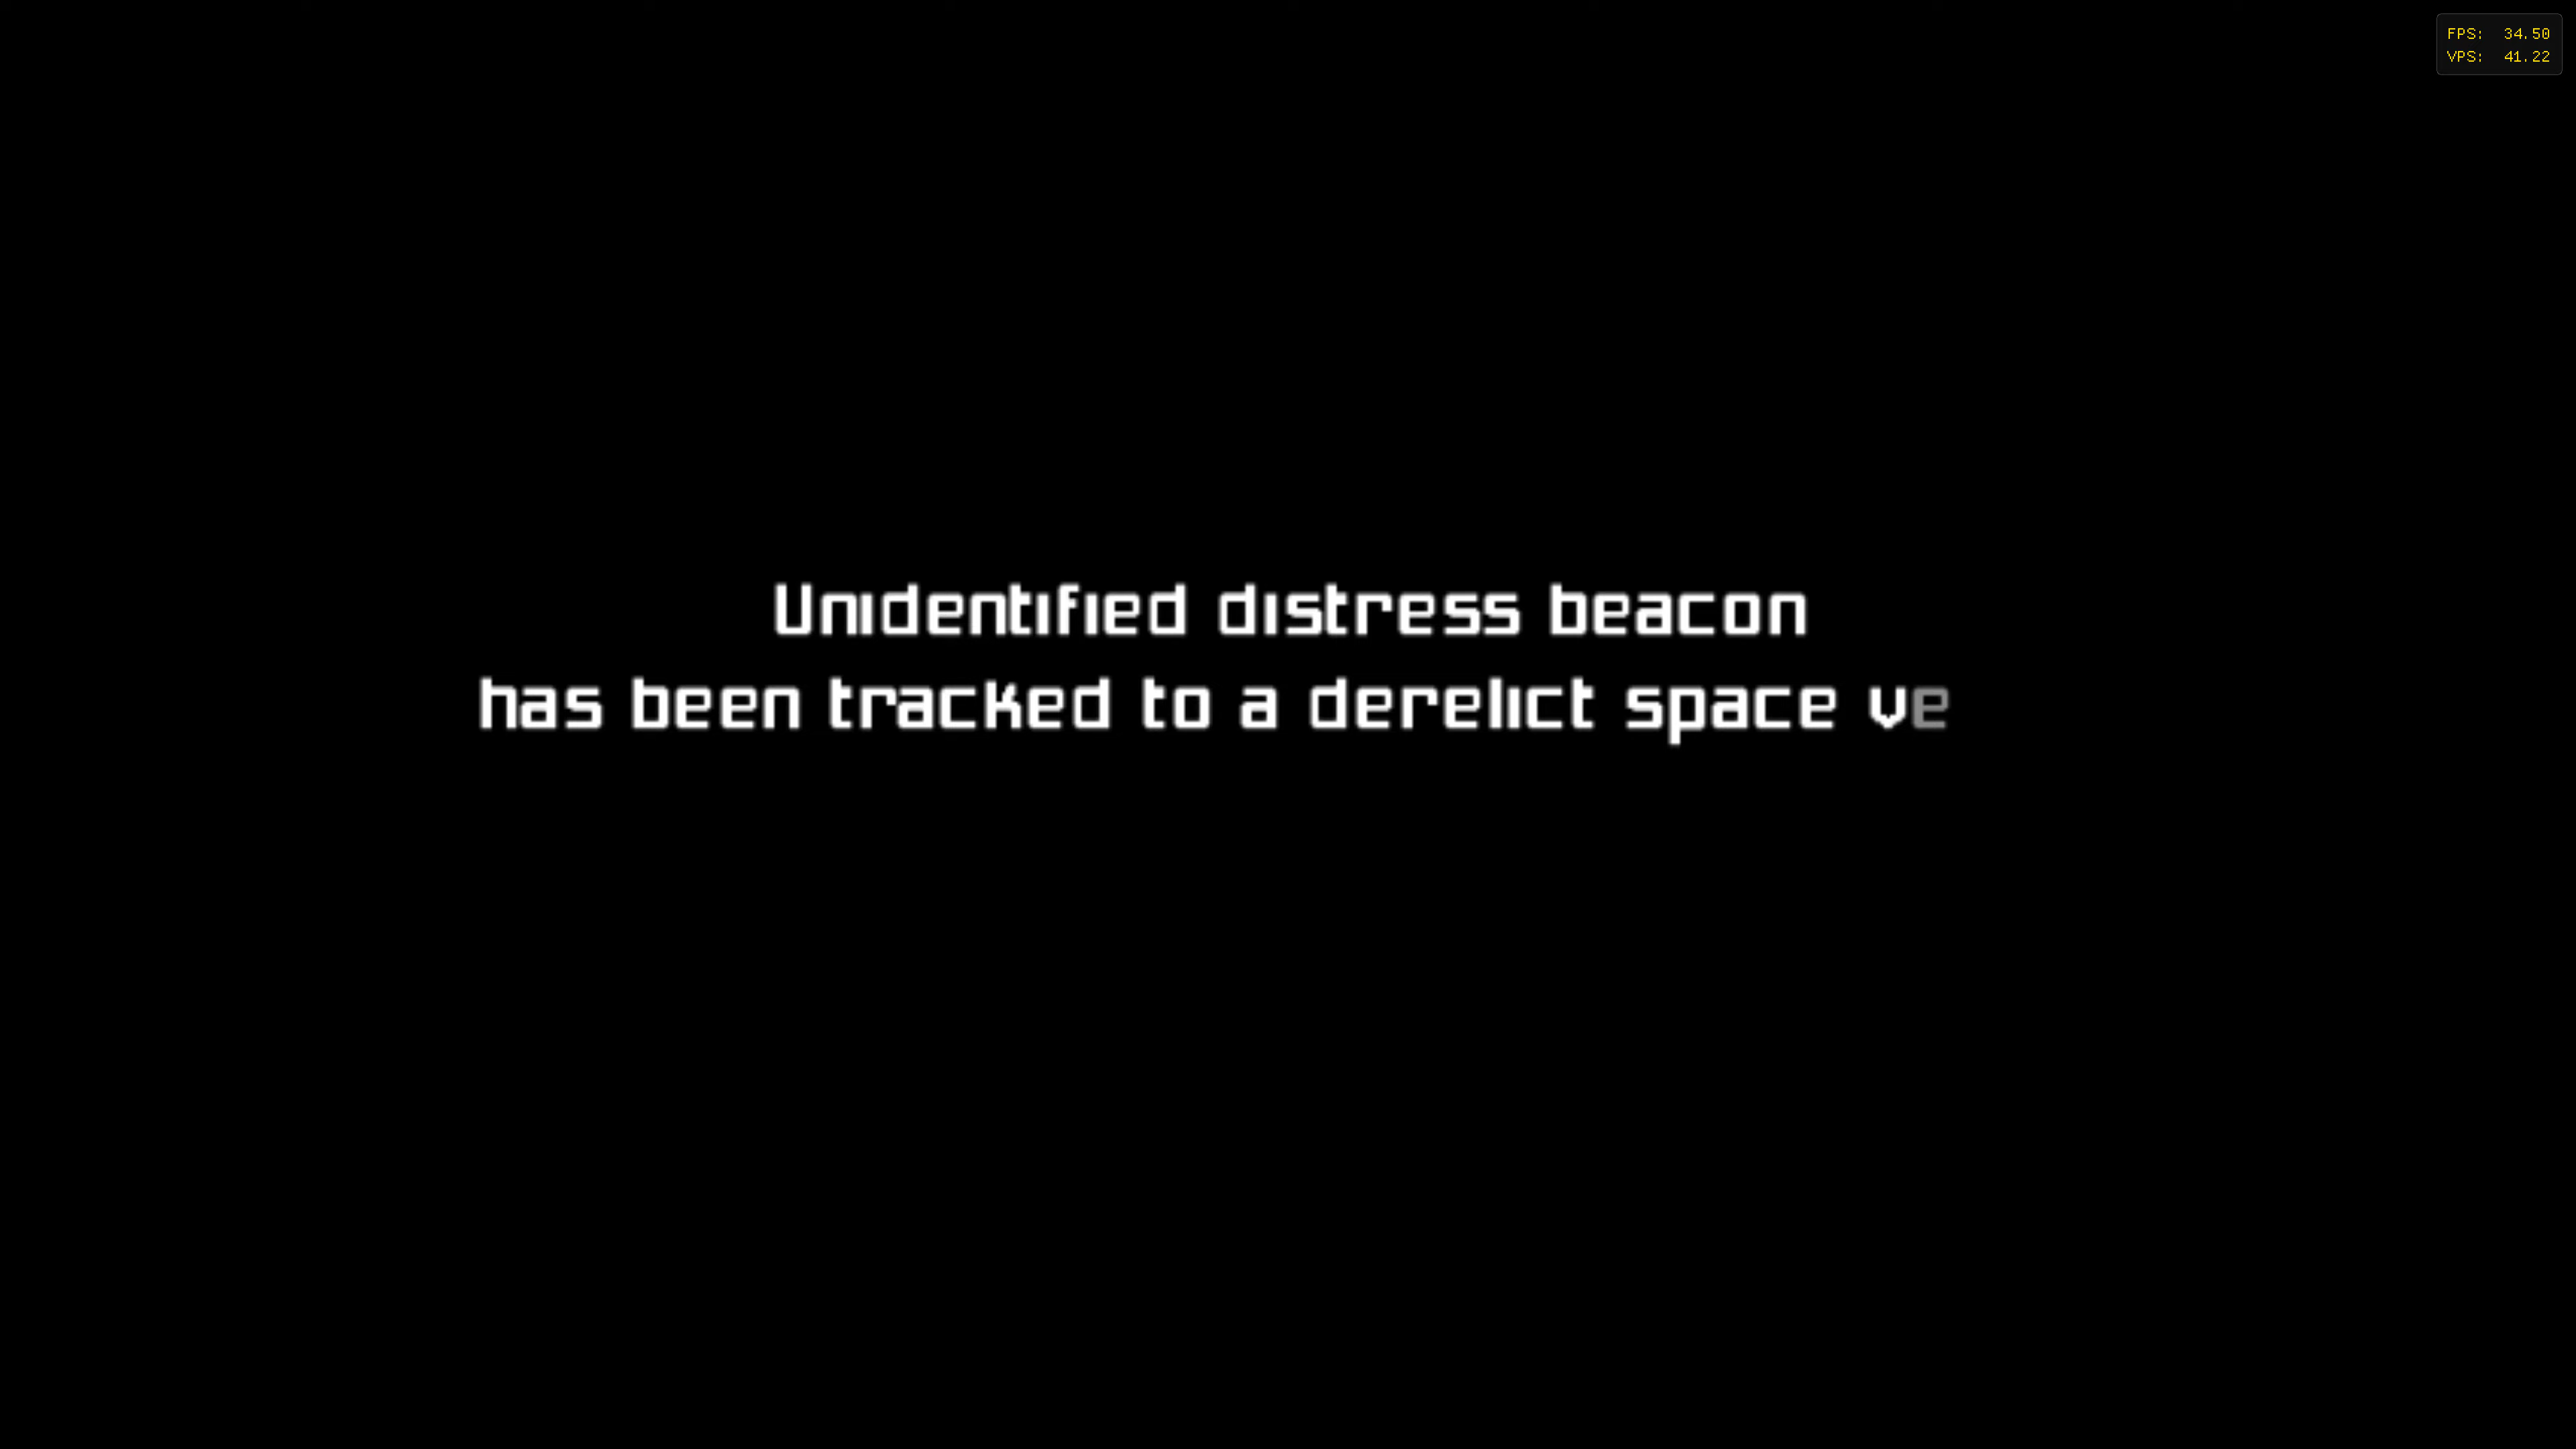 FPS: 34.50
VPS: 41.22
Unidentified distress beacon
has been tracked to a derelict space ve